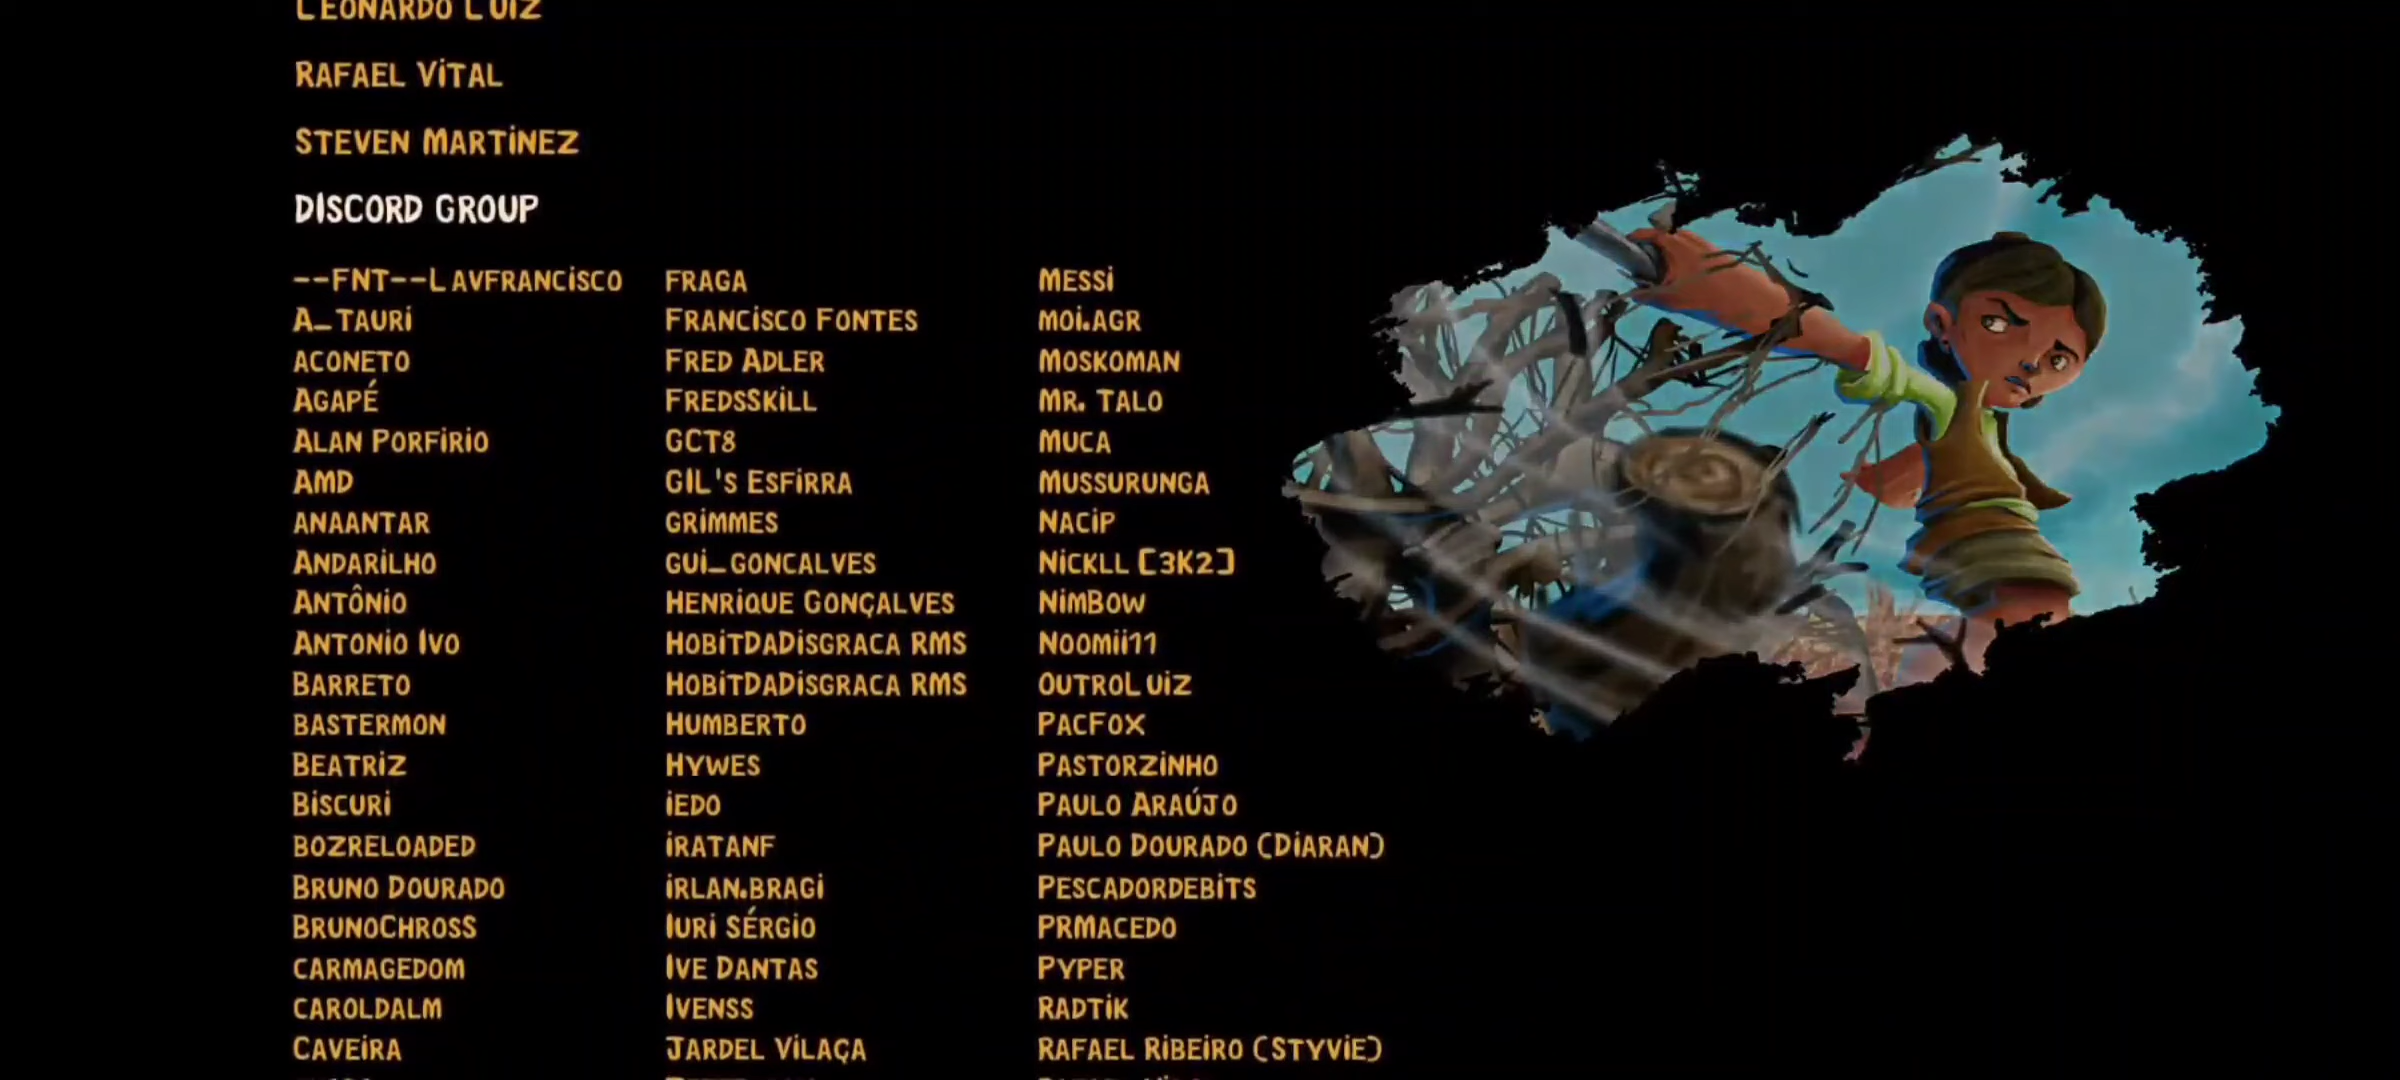 Leonardo Luiz
Rafael Vital
Steven Martinez
DISCORD GROUP
--FNT--Lavfrancisco
A_tauri
aconeto
Agapé
Alan Porfirio
AMD
anaantar
Andarilho
Antônio
Antonio Ivo
Barreto
bastermon
Beatriz
Biscuri
bozreloaded
Bruno Dourado
BrunoChross
carmagedom
caroldalm
Caveira
fraga
Francisco Fontes
Fred Adler
FredsSkill
GCT8
GIL's Esfirra
grimmes
gui_goncalves
Henrique Gonçalves
HobitDaDisgraca RMS
HobitDaDisgraca RMS
Humberto
Hywes
iedo
iratanf
irlan.bragi
Iuri Sérgio
Ive Dantas
Ivenss
Jardel Vilaça
Messi
moi.agr
Moskoman
Mr. Talo
Muca
Mussurunga
Nacip
Nickll [3K2]
NimBow
Noomii11
OutroLuiz
PacFox
Pastorzinho
Paulo Araújo
Paulo Dourado (Diaran)
Pescadordebits
PRMacedo
Pyper
Radtik
Rafael Ribeiro (Styvie)